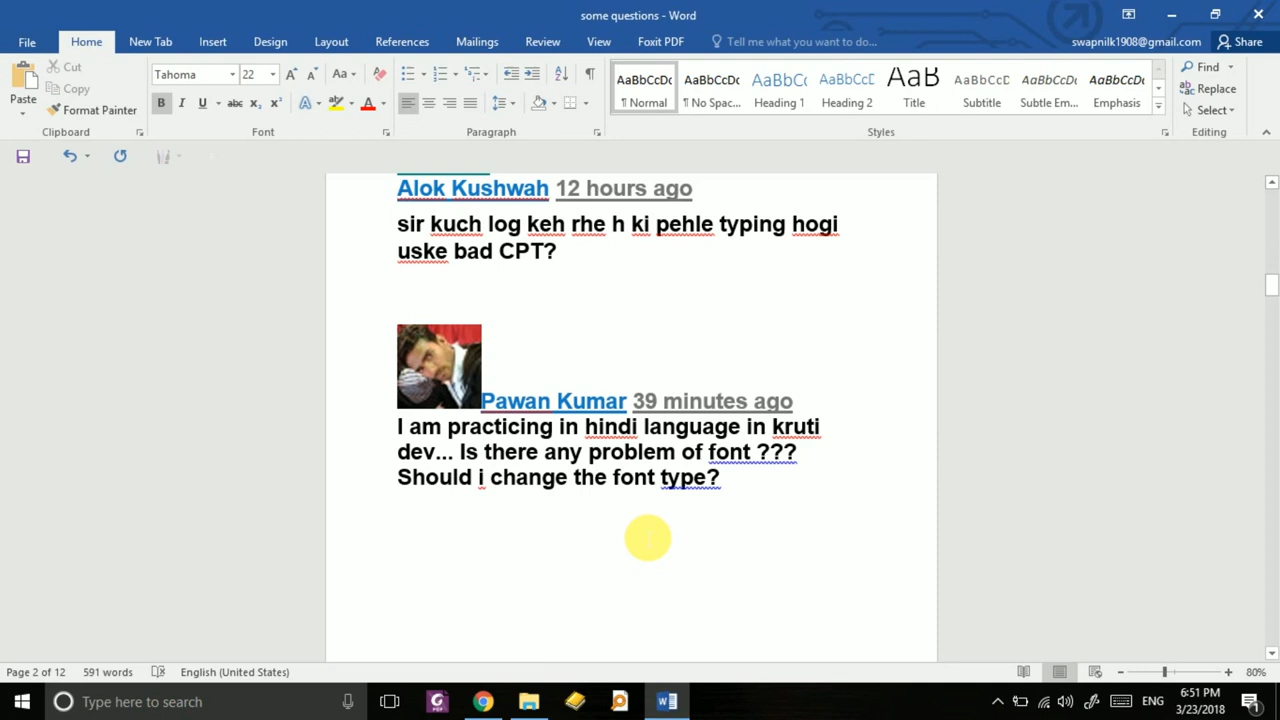 some questions - Word
File Home New Tab Insert Design Layout References Mailings Review View Foxit PDF Tell me what you want to do... swapnilk1908@gmail.com Share
Paste Cut Copy Format Painter
Clipboard
Tahoma 22
Font
Paragraph
AaBbCcDc AaBbCcDc AaBbC AaBbCcD AaB AaBbCcDc AaBbCcDc AaBbCcDc
¶ Normal ¶ No Spac... Heading 1 Heading 2 Title Subtitle Subtle Em... Emphasis
Styles
Find
Replace
Select
Editing
Alok Kushwah 12 hours ago
sir kuch log keh rhe h ki pehle typing hogi
uske bad CPT?
Pawan Kumar 39 minutes ago
I am practicing in hindi language in kruti
dev... Is there any problem of font ???
Should i change the font type?
Page 2 of 12 591 words English (United States) 80%
Type here to search
ENG 6:51 PM
3/23/2018